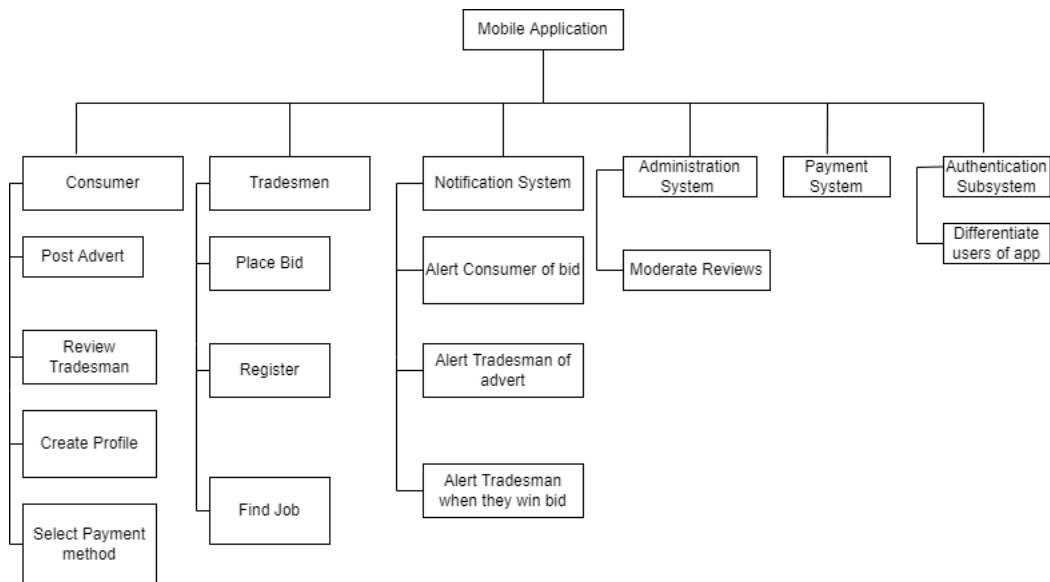 Mobile Application
Consumer
Tradesmen
Notification System
Administration
System
Payment
System
Authentication
Subsystem
Post Advert
Place Bid
Alert Consumer of bid
Moderate Reviews
Differentiate
users of app
Review
Tradesman
Register
Alert Tradesman of
advert
Create Profile
Find Job
Alert Tradesman
when they win bid
Select Payment
method